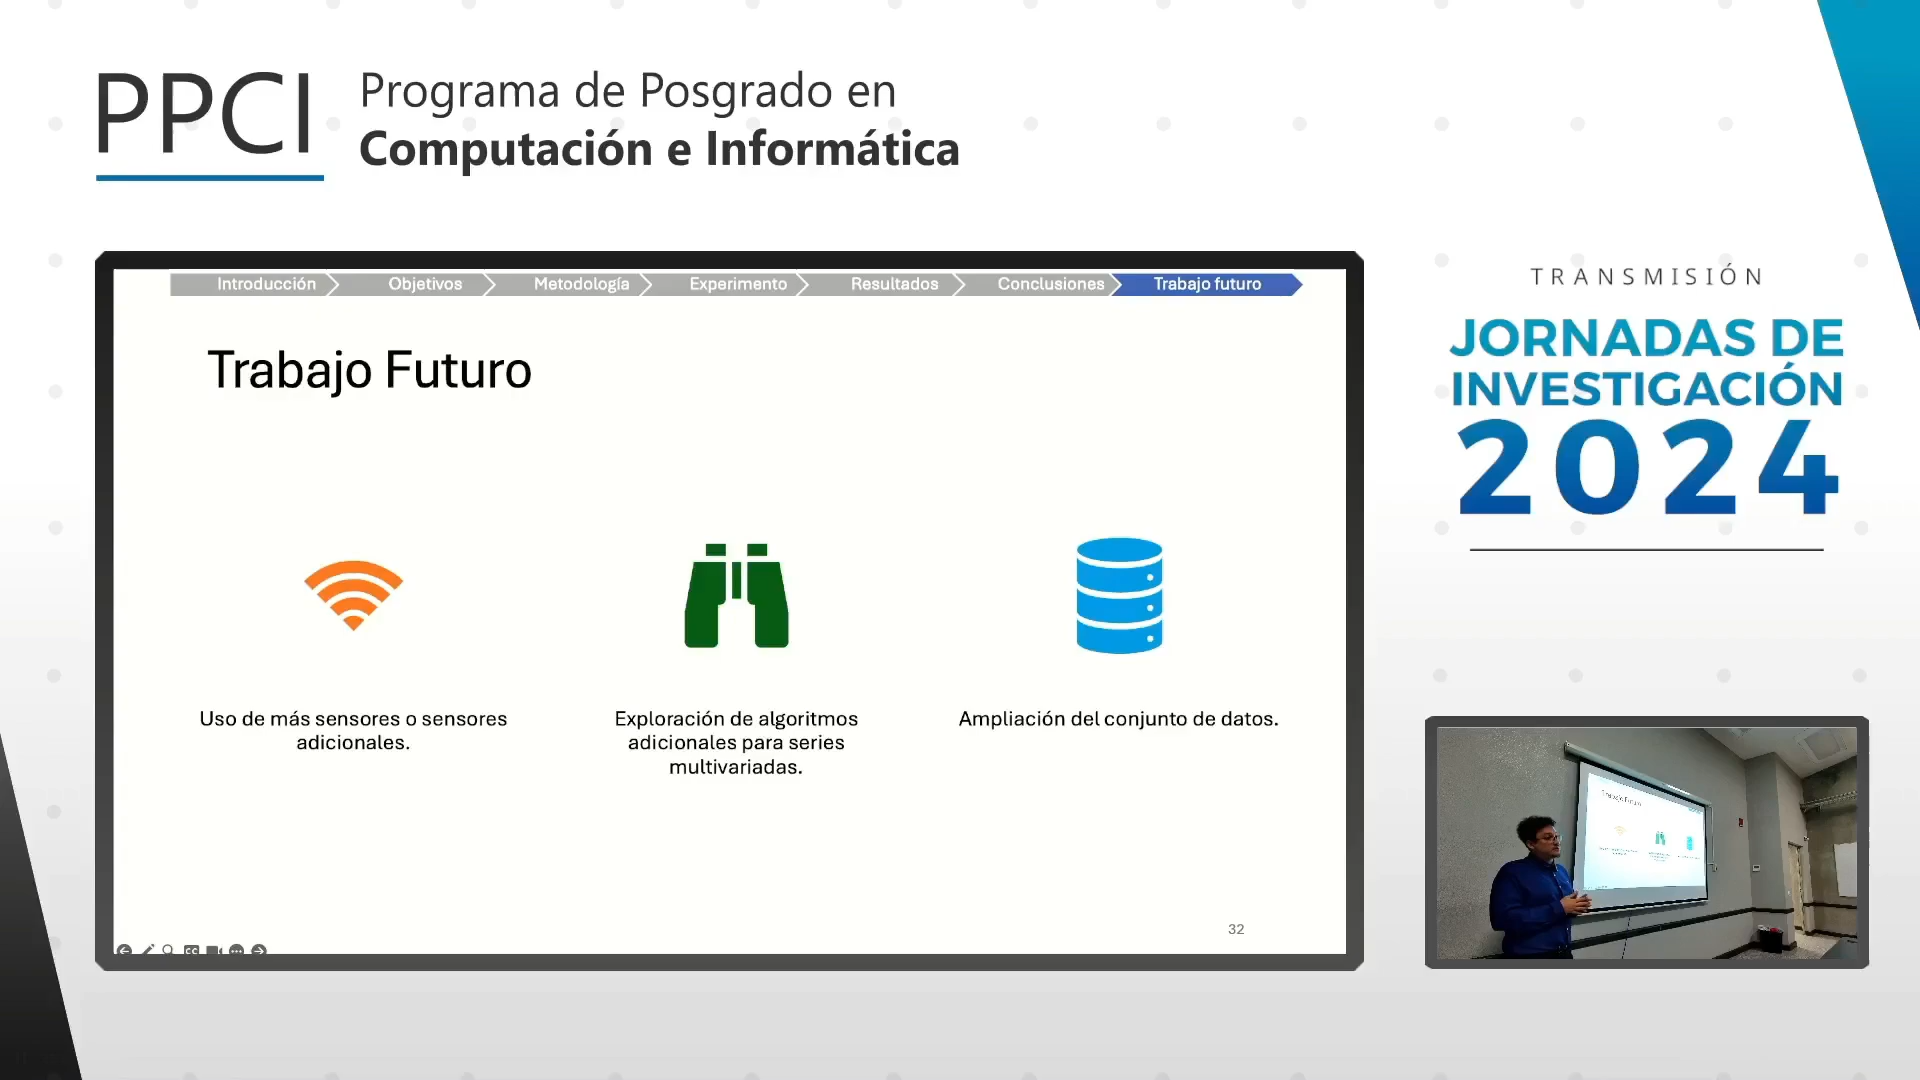 PPCI
Programa de Posgrado en
Computación e Informática
Introducción
Objetivos
Metodología
Experimento
Resultados
Conclusiones
Trabajo futuro
Trabajo Futuro
Uso de más sensores o sensores
adicionales.
Exploración de algoritmos
adicionales para series
multivariadas.
Ampliación del conjunto de datos.
32
TRANSMISIÓN
JORNADAS DE
INVESTIGACIÓN
2024
Trabajo Futuro